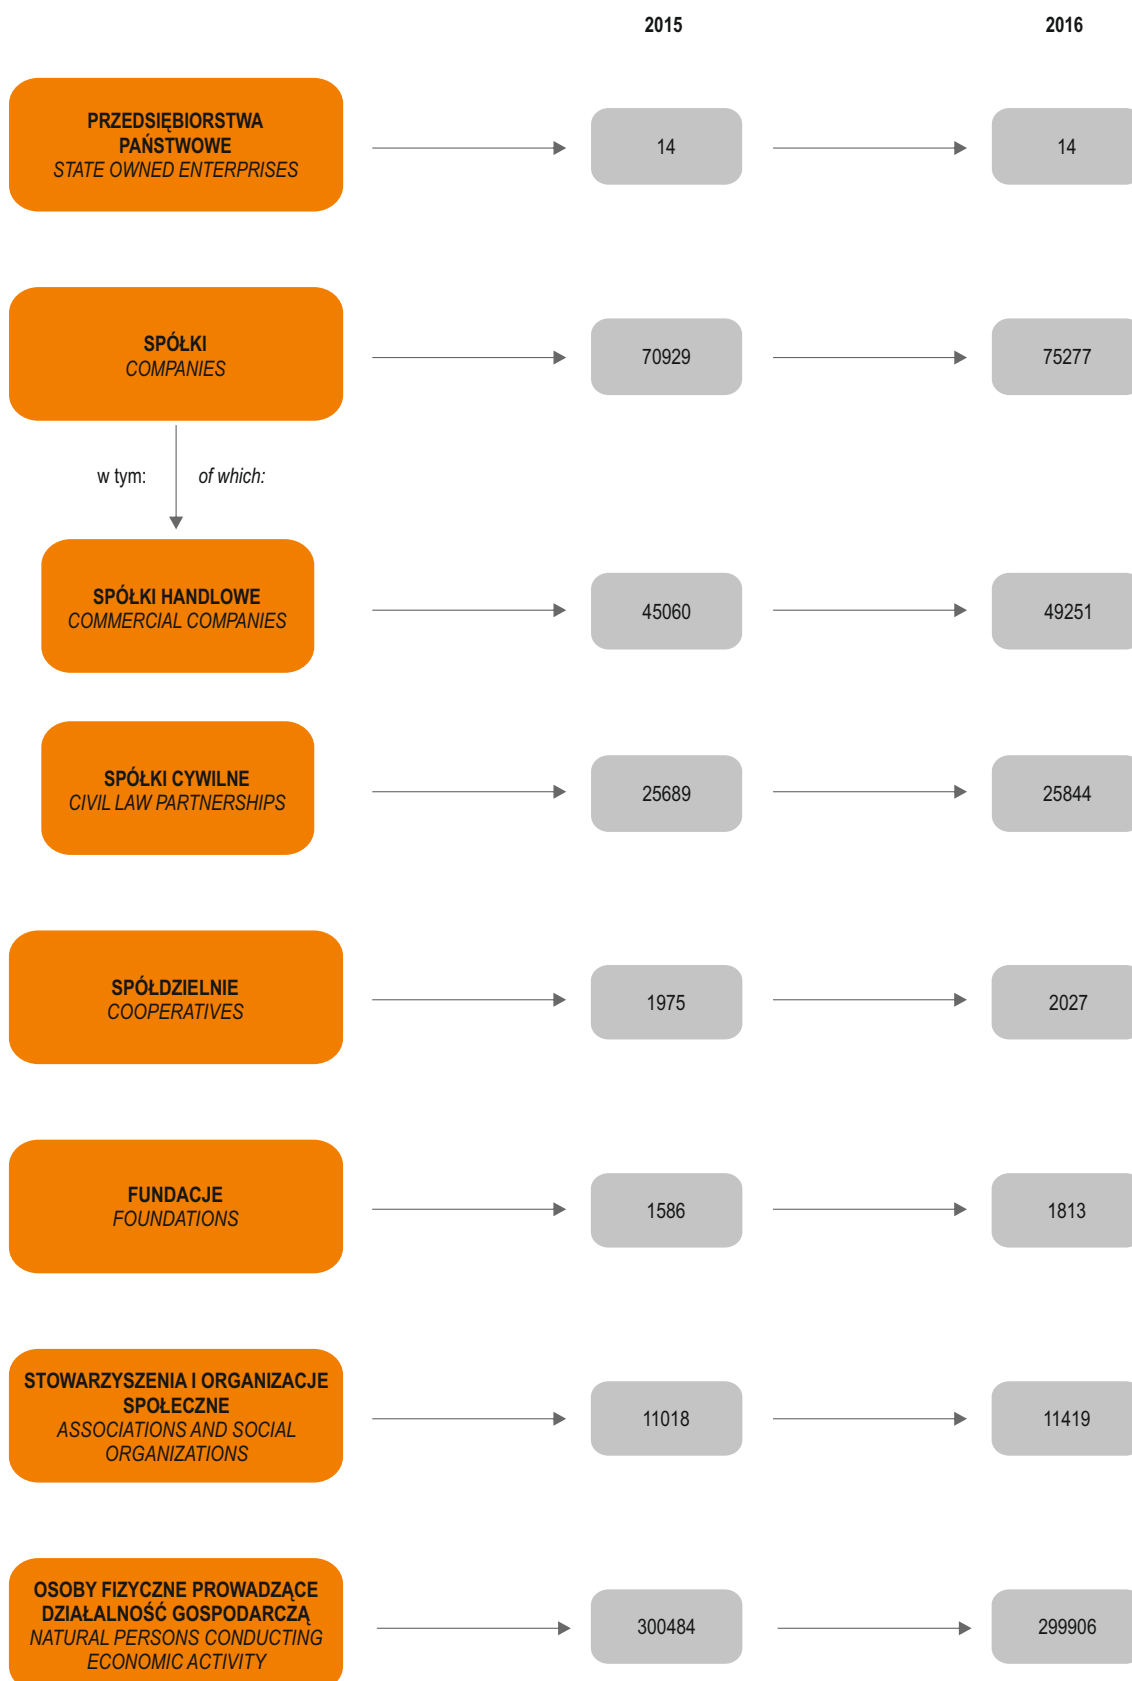 2015 2016
PRZEDSIĘBIORSTWA
PAŃSTWOWE
STATE OWNED ENTERPRISES
14 14
SPÓŁKI
COMPANIES
70929 75277
w tym: of which:
SPÓŁKI HANDLOWE
COMMERCIAL COMPANIES
45060 49251
SPÓŁKI CYWILNE
CIVIL LAW PARTNERSHIPS
25689 25844
SPÓŁDZIELNIE
COOPERATIVES
1975 2027
FUNDACJE
FOUNDATIONS
1586 1813
STOWARZYSZENIA I ORGANIZACJE
SPOŁECZNE
ASSOCIATIONS AND SOCIAL
ORGANIZATIONS
11018 11419
OSOBY FIZYCZNE PROWADZĄCE
DZIAŁALNOŚĆ GOSPODARCZĄ
NATURAL PERSONS CONDUCTING
ECONOMIC ACTIVITY
300484 299906